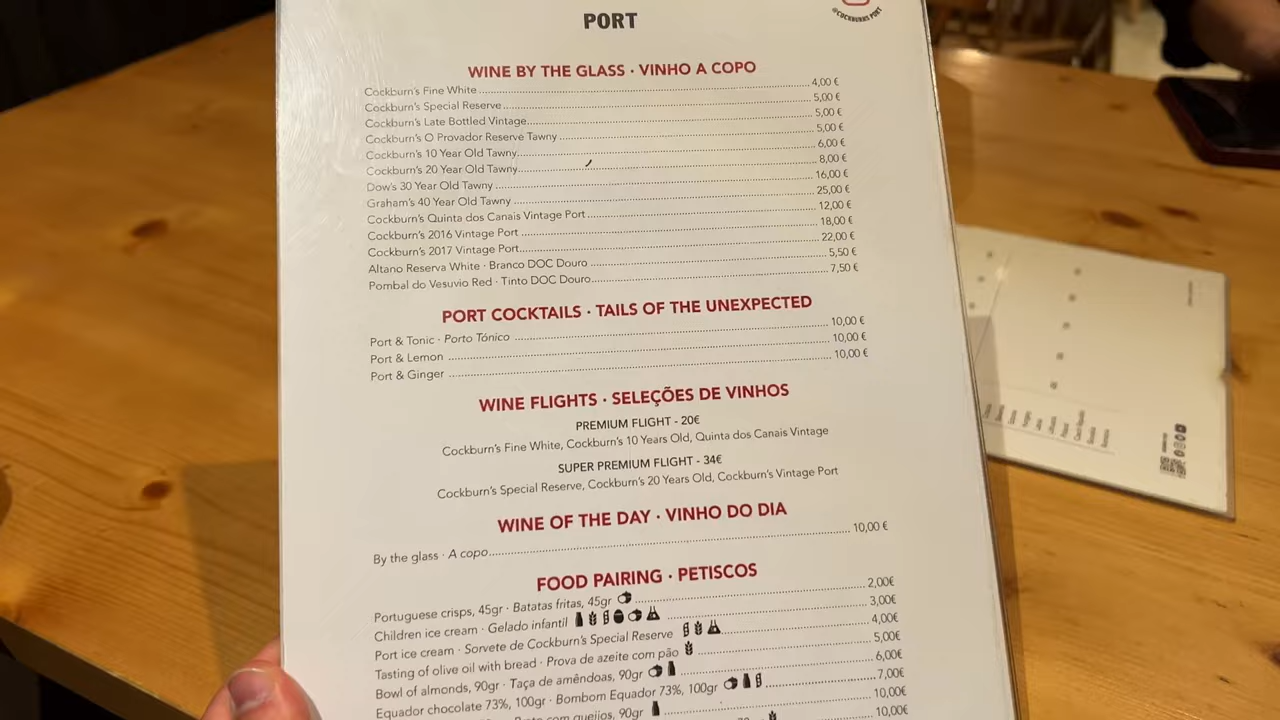 PORT
@COCKBURNS PORT
WINE BY THE GLASS · VINHO A COPO
Cockburn's Fine White 4,00 €
Cockburn's Special Reserve 5,00 €
Cockburn's Late Bottled Vintage 5,00 €
Cockburn's O Provador Reserve Tawny 5,00 €
Cockburn's 10 Year Old Tawny 6,00 €
Cockburn's 20 Year Old Tawny 8,00 €
Dow's 30 Year Old Tawny 16,00 €
Graham's 40 Year Old Tawny 25,00 €
Cockburn's Quinta dos Canais Vintage Port 12,00 €
Cockburn's 2016 Vintage Port 18,00 €
Cockburn's 2017 Vintage Port 22,00 €
Altano Reserva White · Branco DOC Douro 5,50 €
Pombal do Vesuvio Red · Tinto DOC Douro 7,50 €
PORT COCKTAILS · TAILS OF THE UNEXPECTED
Port & Tonic · Porto Tónico 10,00 €
Port & Lemon 10,00 €
Port & Ginger 10,00 €
WINE FLIGHTS · SELEÇÕES DE VINHOS
PREMIUM FLIGHT - 20€
Cockburn's Fine White, Cockburn's 10 Years Old, Quinta dos Canais Vintage
SUPER PREMIUM FLIGHT - 34€
Cockburn's Special Reserve, Cockburn's 20 Years Old, Cockburn's Vintage Port
WINE OF THE DAY · VINHO DO DIA
By the glass · A copo 10,00 €
FOOD PAIRING · PETISCOS
Portuguese crisps, 45gr · Batatas fritas, 45gr 2,00€
Children ice cream · Gelado infantil 3,00€
Port ice cream · Sorvete de Cockburn's Special Reserve 4,00€
Tasting of olive oil with bread · Prova de azeite com pão 5,00€
Bowl of almonds, 90gr · Taça de amêndoas, 90gr 6,00€
Equador chocolate 73%, 100gr · Bombom Equador 73%, 100gr 7,00€
com queijos, 90gr 10,00€
10,00€